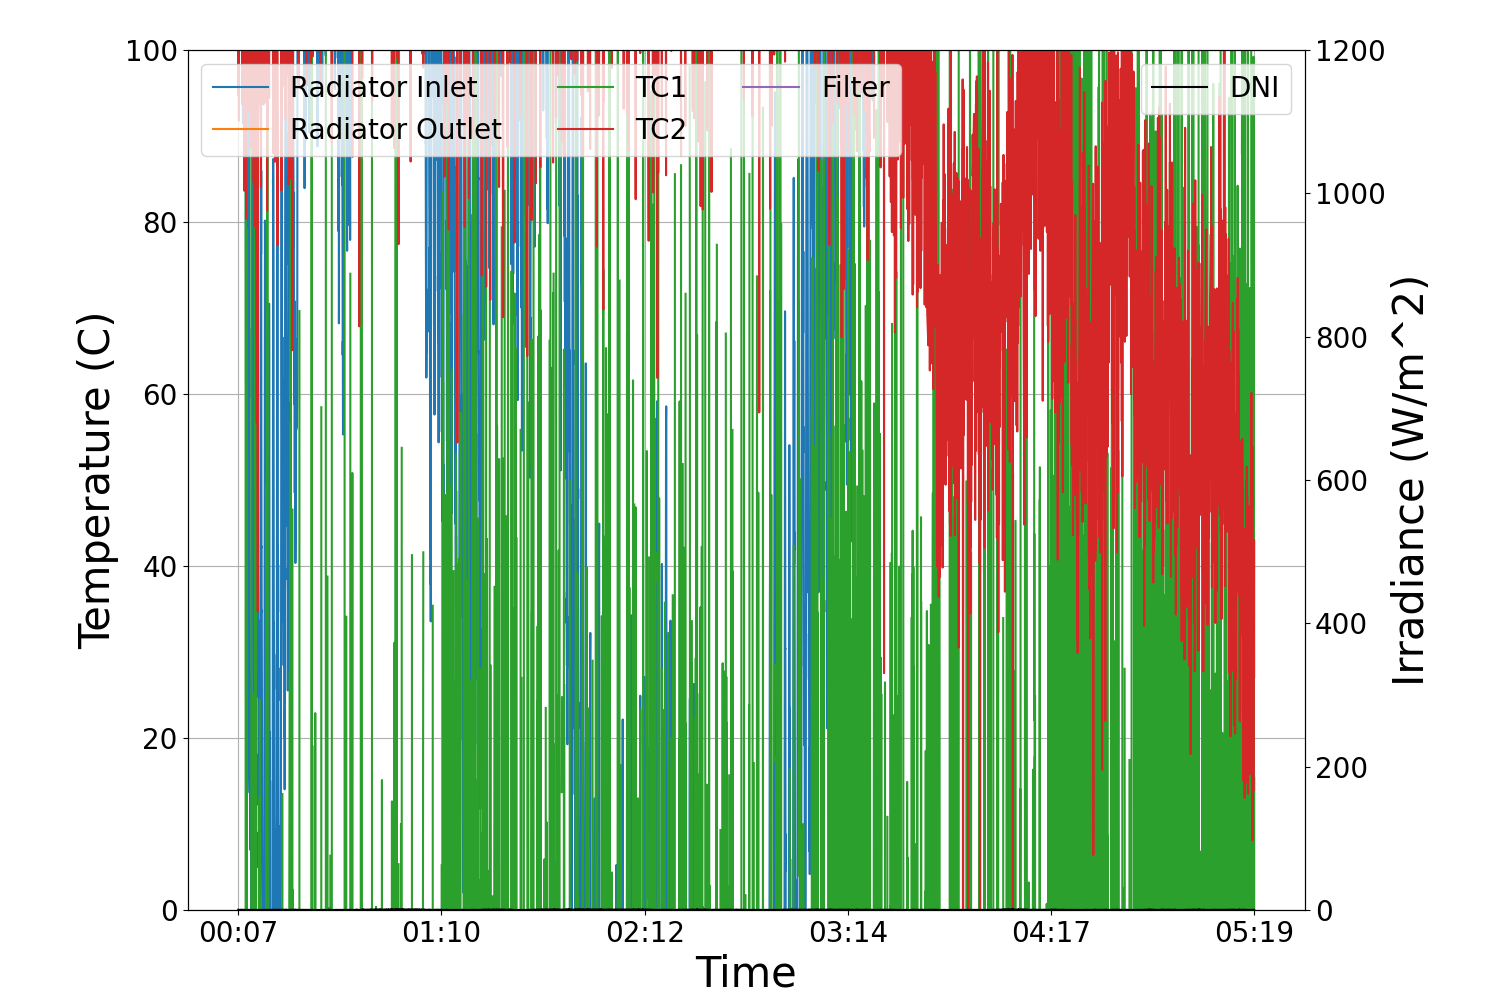 100
80
60
40
20
0
Temperature (C)
Radiator Inlet
Radiator Outlet
TC1
TC2
Filter
DNI
1200
1000
800
600
400
200
0
Irradiance (W/m^2)
00:07
01:10
02:12
03:14
04:17
05:19
Time